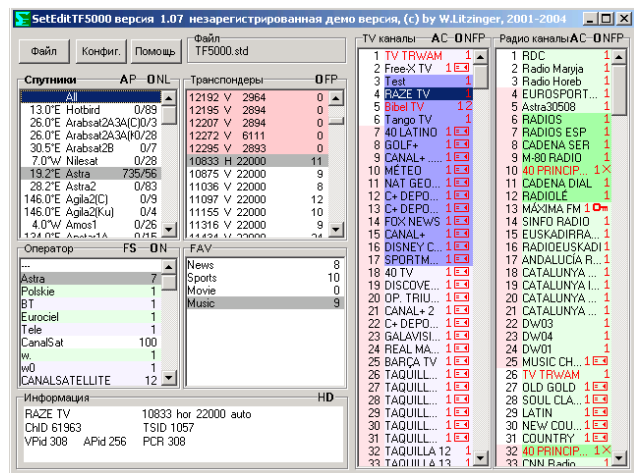 SetEditTF5000 версия 1.07 незарегистрированная демо версия, (c) by W.Litzinger, 2001-2004
Файл Конфиг. Помощь
Файл
TF5000.std
Спутники AP ONL
All
13.0°E Hotbird 0/89
26.0°E Arabsat2A3A(C) 0/3
26.0°E Arabsat2A3A(K 0/28
30.5°E Arabsat2B 0/7
7.0°W Nilesat 0/28
19.2°E Astra 735/56
28.2°E Astra2 0/83
146.0°E Agila2(C) 0/9
146.0°E Agila2(Ku) 0/4
4.0°W Amos1 0/26
Транспондеры OFP
12192 V 2964 0
12195 V 2894 0
12207 V 2894 0
12272 V 6111 0
12295 V 2893 0
10833 H 22000 11
10875 V 22000 9
11036 V 22000 8
11097 V 22000 12
11155 V 22000 10
11316 V 22000 9
Оператор FS ON
---
Astra 7
Polskie 1
BT 1
Eurociel 1
Tele 1
CanalSat 100
w. 1
w0 1
CANALSATELLITE 12
FAV
News 8
Sports 10
Movie 0
Music 9
Информация HD
RAZE TV 10833 hor 22000 auto
ChID 61963 TSID 1057
VPid 308 APid 256 PCR 308
TV каналы AC ONFP
1 TV TRWAM 1
2 Free-X TV 1
3 Test 1
4 RAZE TV 1
5 Bibel TV 12
6 Tango TV 1
7 40 LATINO 1
8 GOLF+ 1
9 CANAL+ .... 1
10 MÉTEO 1
11 NAT GEO... 1
12 C+ DEPO... 1
13 C+ DEPO... 1
14 FOX NEWS 1
15 CANAL+ 1
16 DISNEY C... 1
17 SPORTM... 1
18 40 TV 1
19 DISCOVE... 1
20 OP. TRIU... 1
21 CANAL+ 2 1
22 C+ DEPO... 1
23 GALAVISI... 1
24 REAL MA... 1
25 BARÇA TV 1
26 TAQUILL... 1
27 TAQUILL... 1
28 TAQUILL... 1
29 TAQUILL... 1
30 TAQUILL... 1
31 TAQUILL... 1
32 TAQUILLA 12 1
33 TAQUILLA 13 1
Радио каналы AC ONFP
1 RDC 1
2 Radio Maryja 1
3 Radio Horeb 1
4 EUROSPORT... 1
5 Astra30508 1
6 RADIOS 1
7 RADIOS ESP 1
8 CADENA SER 1
9 M-80 RADIO 1
10 40 PRINCIP... 1
11 CADENA DIAL 1
12 RADIOLÉ 1
13 MÁXIMA FM 1
14 SINFO RADIO 1
15 EUSKADIRRA... 1
16 RADIOEUSKADI 1
17 ANDALUCÍA R... 1
18 CATALUNYA ... 1
19 CATALUNYA I... 1
20 CATALUNYA ... 1
21 CATALUNYA ... 1
22 DW03 1
23 DW04 1
24 DW01 1
25 MUSIC CH... 1
26 TV TRWAM 1
27 OLD GOLD 1
28 SOUL CLA... 1
29 LATIN 1
30 NEW COU... 1
31 COUNTRY 1
32 40 PRINCIP... 1
33 CNN Radio 1